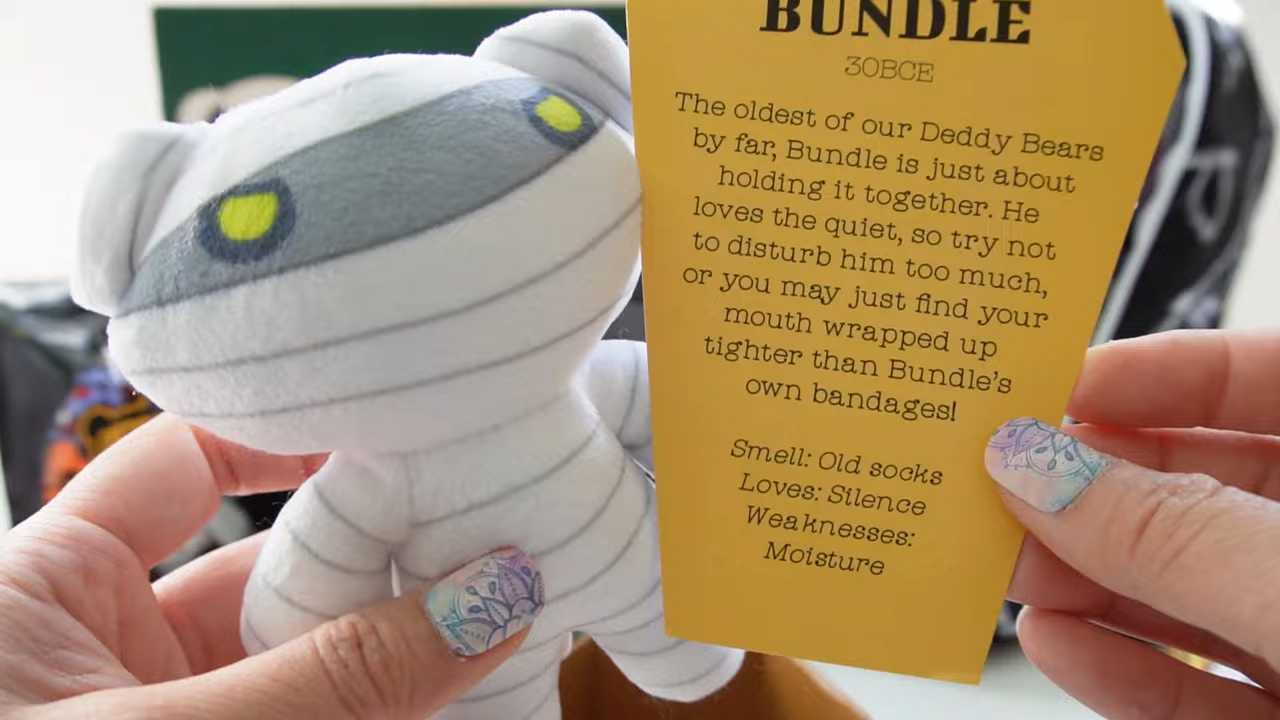 BUNDLE
30BCE
The oldest of our Deddy Bears
by far, Bundle is just about
holding it together. He
loves the quiet, so try not
to disturb him too much,
or you may just find your
mouth wrapped up
tighter than Bundle's
own bandages!
Smell: Old socks
Loves: Silence
Weaknesses:
Moisture